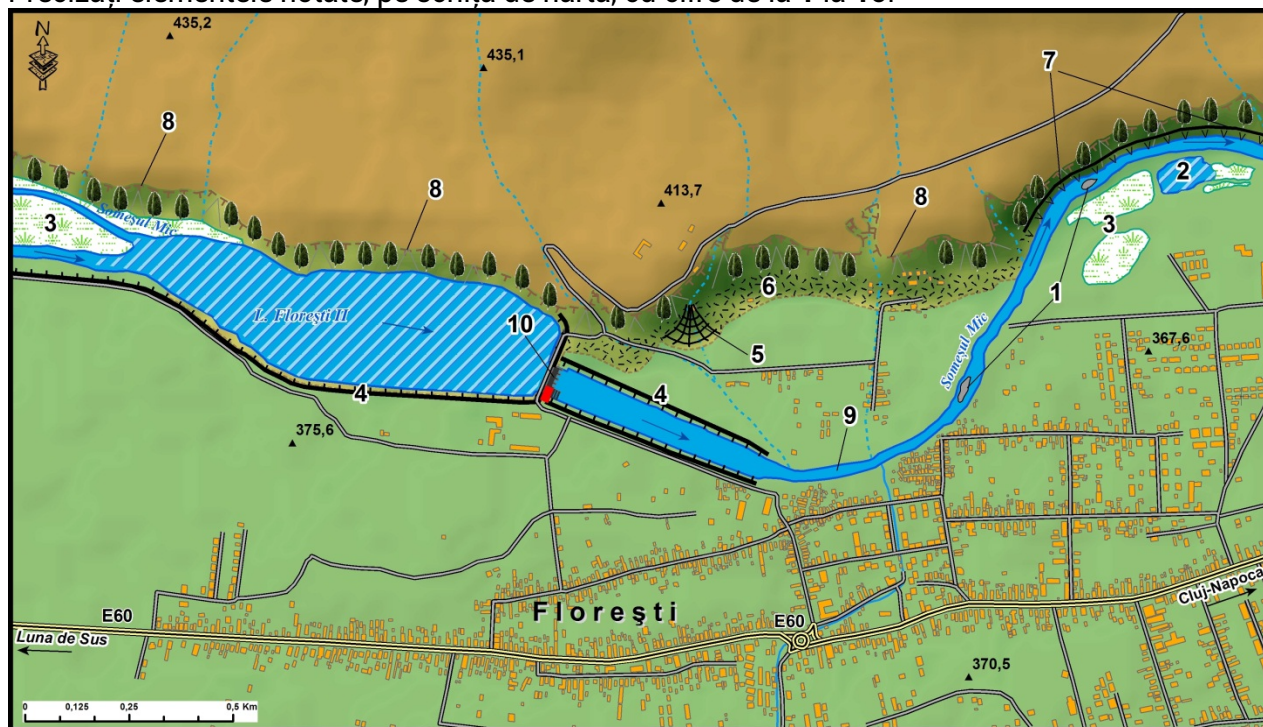 Precizați elementele notate, pe schița de hartă, cu cifre de la 1 la 10.
N
435,2
435,1
7
8
8
413,7
8
2
3
Someșul Mic
3
6
1
L. Florești II
10
5
Someșul Mic
367,6
4
4
9
375,6
Cluj-Napoca
Florești
E60
E60
Luna de Sus
370,5
0 0,125 0,25 0,5 Km